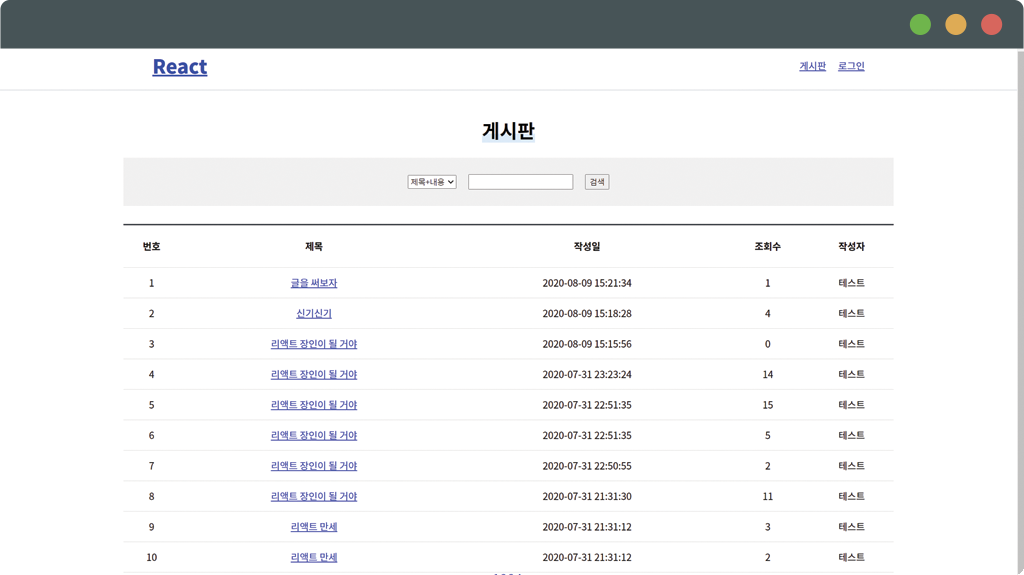 React 게시판 로그인
게시판
제목+내용 검색
번호 제목 작성일 조회수 작성자
1 글을 써보자 2020-08-09 15:21:34 1 테스트
2 신기신기 2020-08-09 15:18:28 4 테스트
3 리액트 장인이 될 거야 2020-08-09 15:15:56 0 테스트
4 리액트 장인이 될 거야 2020-07-31 23:23:24 14 테스트
5 리액트 장인이 될 거야 2020-07-31 22:51:35 15 테스트
6 리액트 장인이 될 거야 2020-07-31 22:51:35 5 테스트
7 리액트 장인이 될 거야 2020-07-31 22:50:55 2 테스트
8 리액트 장인이 될 거야 2020-07-31 21:31:30 11 테스트
9 리액트 만세 2020-07-31 21:31:12 3 테스트
10 리액트 만세 2020-07-31 21:31:12 2 테스트